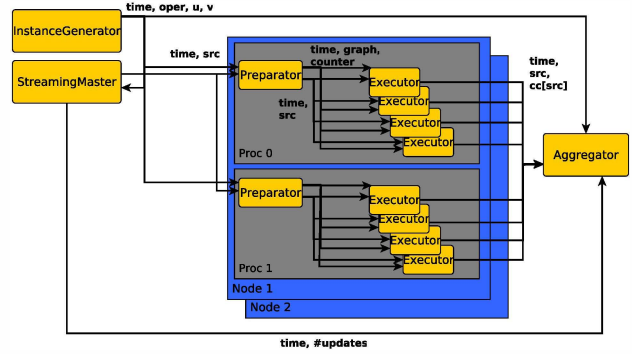 time, oper, u, v
InstanceGenerator
StreamingMaster
time, src
Preparator
time, graph,
counter
time,
src
Executor
Executor
Executor
Executor
Proc 0
time,
src,
cc[src]
Aggregator
Preparator
Executor
Executor
Executor
Executor
Proc 1
Node 1
Node 2
time, #updates